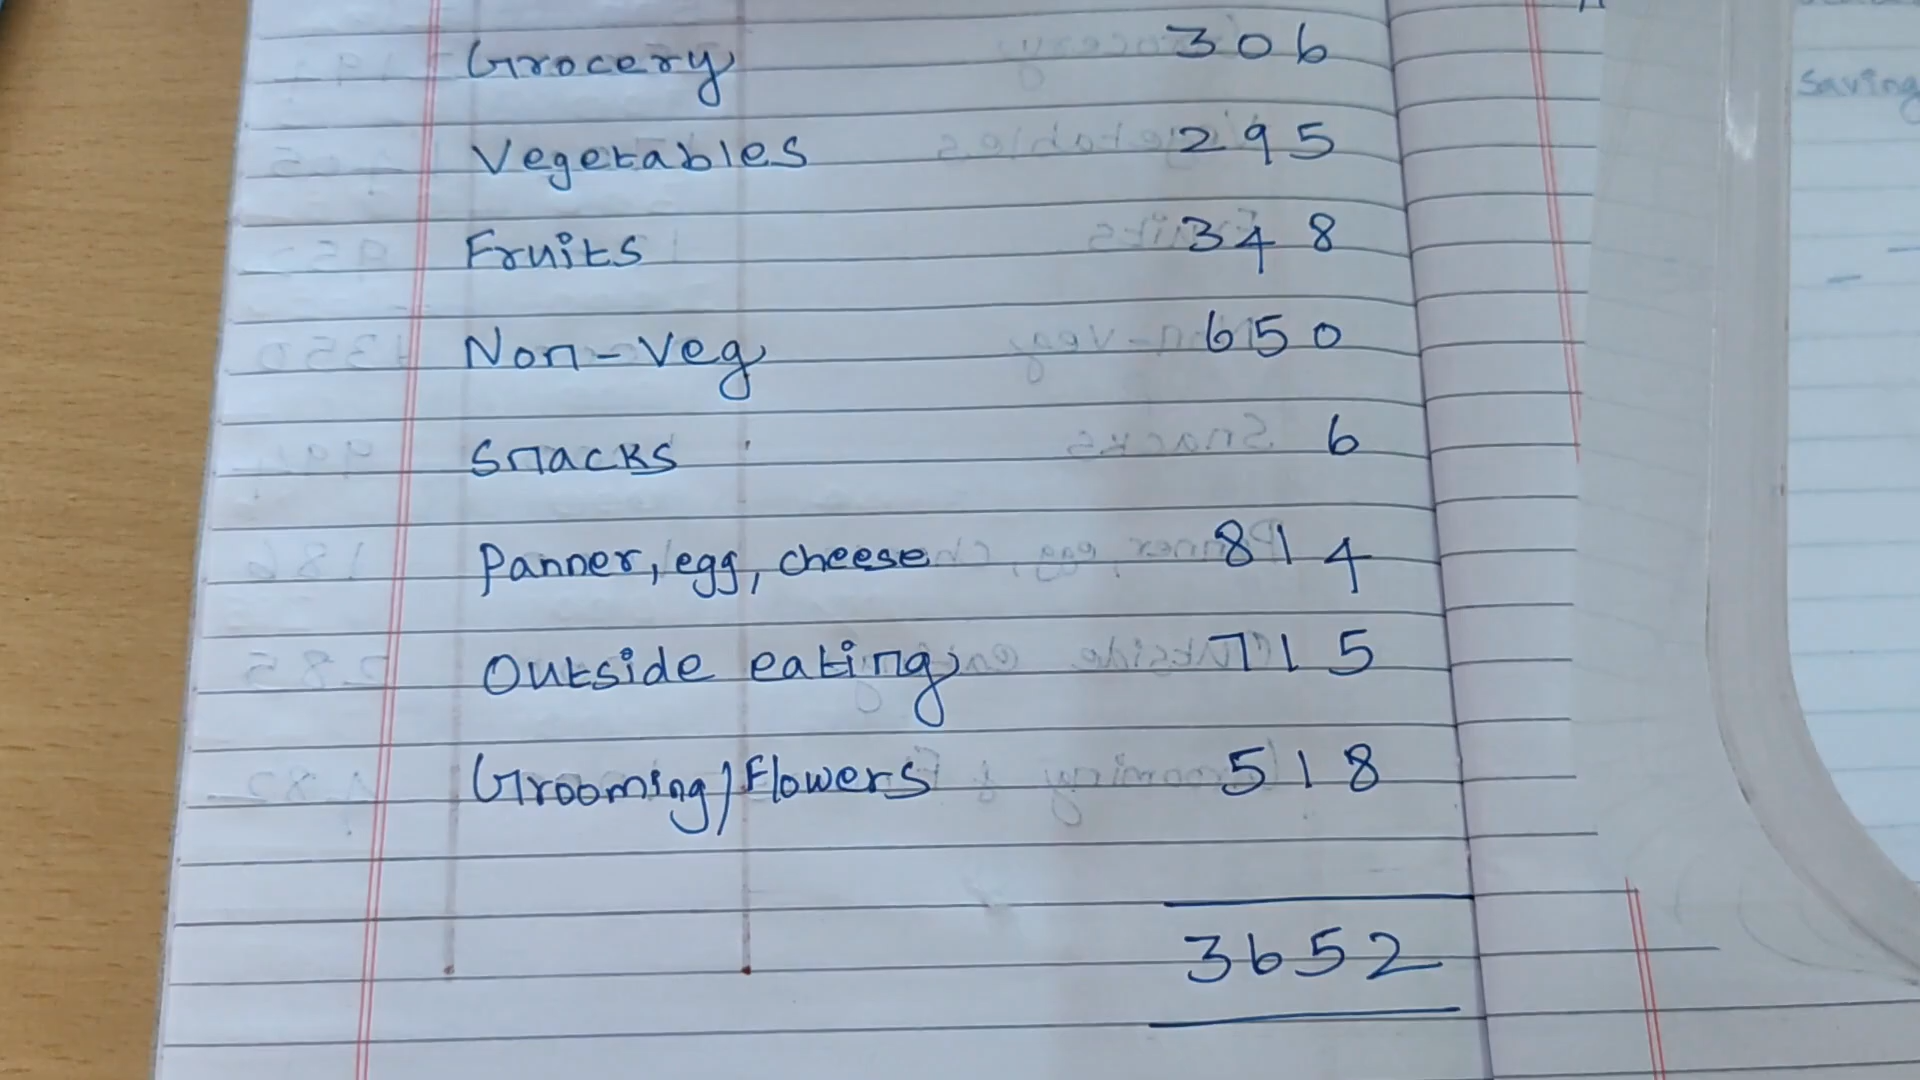 Grocery 306
Vegetables 295
Fruits 348
Non-Veg 650
Snacks 6
Panner, egg, cheese 814
Outside eating 715
Grooming/Flowers 518
3652
Saving